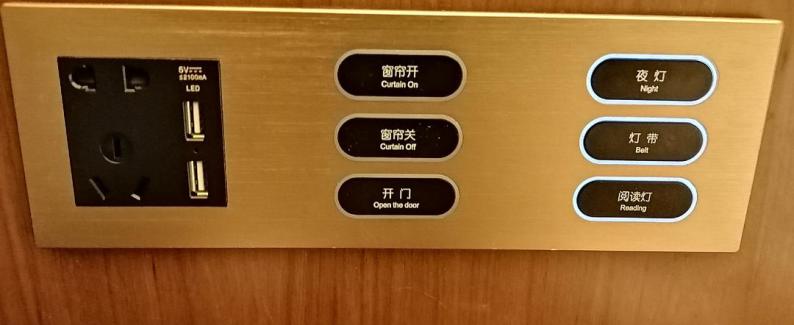 5V⎓
≤2100mA
LED
窗帘开
Curtain On
窗帘关
Curtain Off
开门
Open the door
夜灯
Night
灯带
Belt
阅读灯
Reading